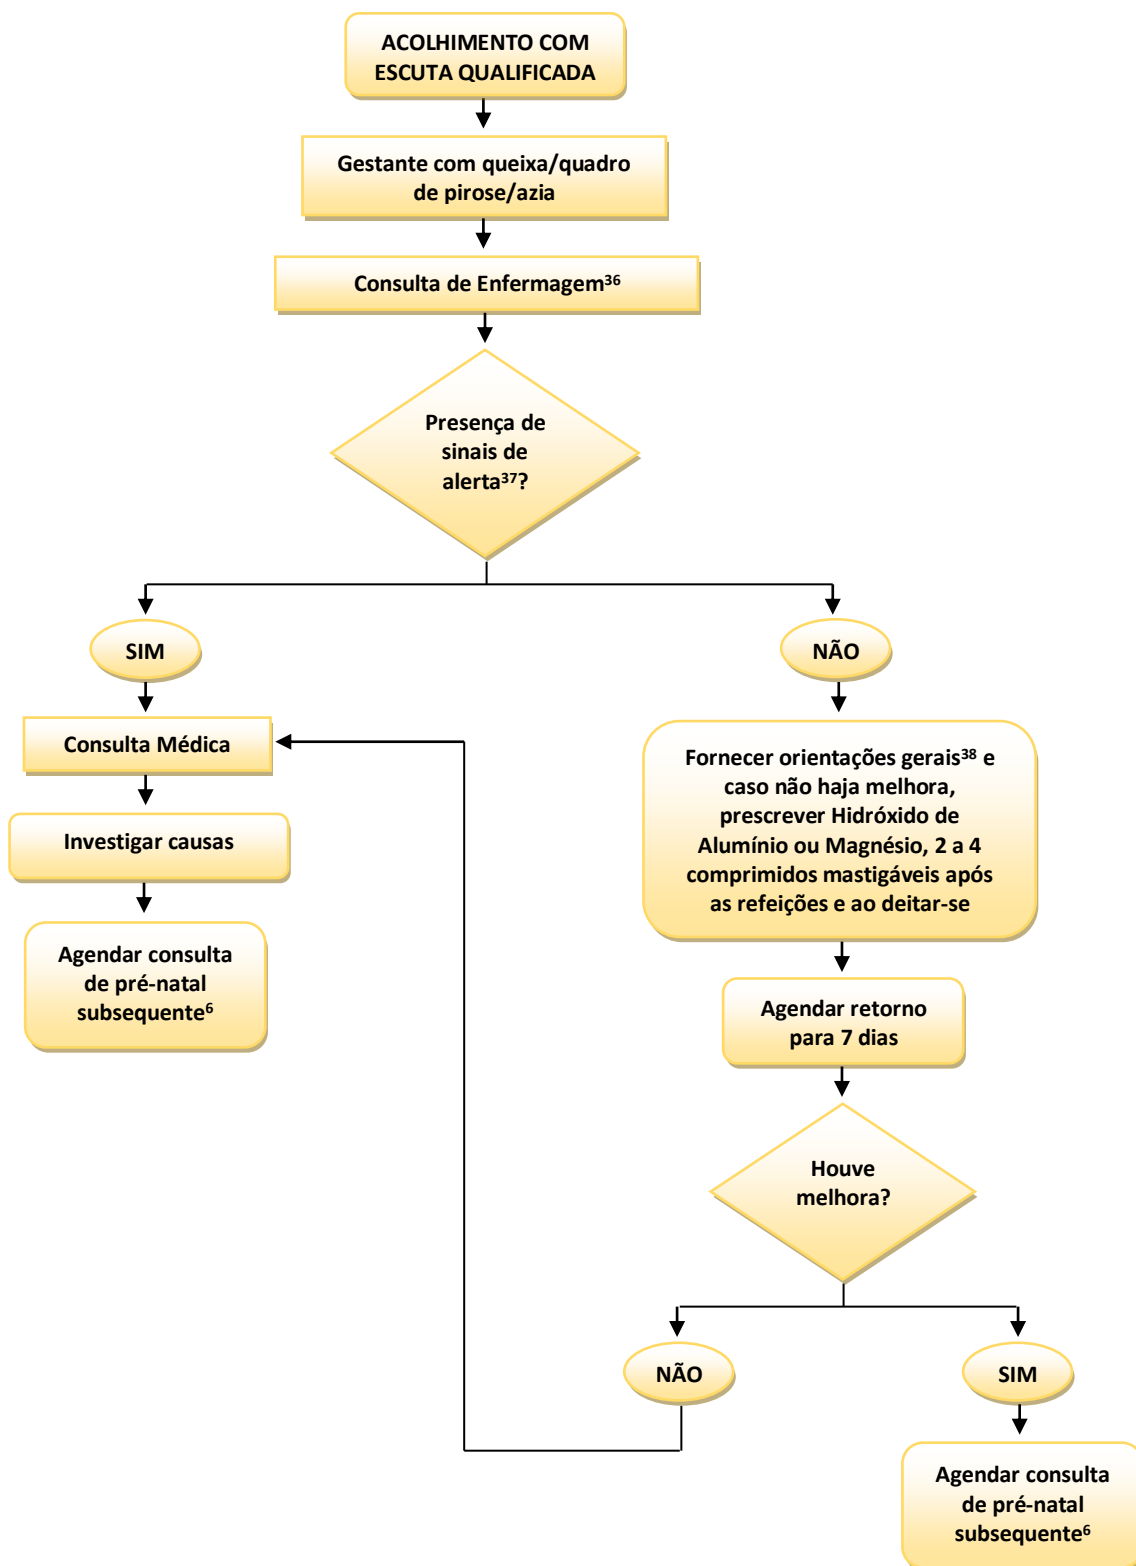 ACOLHIMENTO COM
ESCUTA QUALIFICADA
Gestante com queixa/quadro
de pirose/azia
Consulta de Enfermagem³⁶
Presença de
sinais de
alerta³⁷?
SIM
NÃO
Consulta Médica
Investigar causas
Agendar consulta
de pré-natal
subsequente⁶
Fornecer orientações gerais³⁸ e
caso não haja melhora,
prescrever Hidróxido de
Alumínio ou Magnésio, 2 a 4
comprimidos mastigáveis após
as refeições e ao deitar-se
Agendar retorno
para 7 dias
Houve
melhora?
NÃO
SIM
Agendar consulta
de pré-natal
subsequente⁶